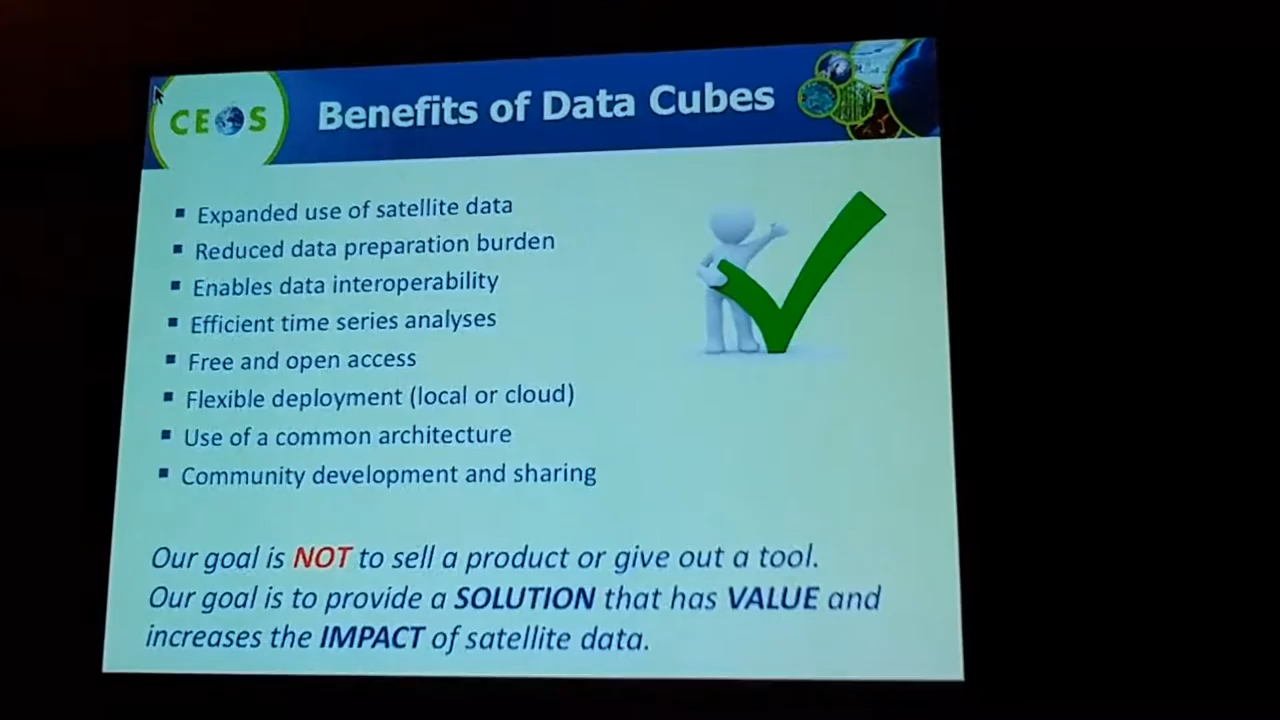 CEOS
Benefits of Data Cubes
▪ Expanded use of satellite data
▪ Reduced data preparation burden
▪ Enables data interoperability
▪ Efficient time series analyses
▪ Free and open access
▪ Flexible deployment (local or cloud)
▪ Use of a common architecture
▪ Community development and sharing
Our goal is NOT to sell a product or give out a tool.
Our goal is to provide a SOLUTION that has VALUE and
increases the IMPACT of satellite data.